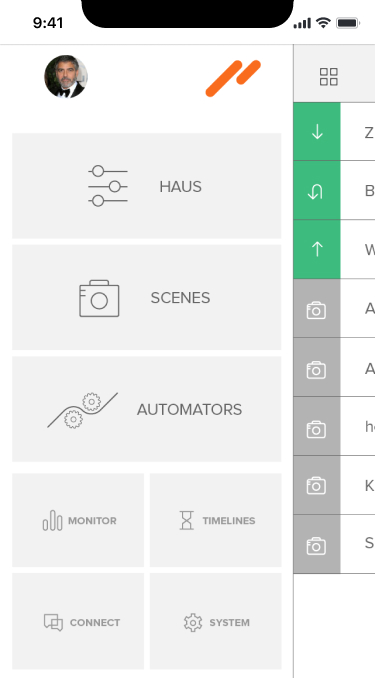 9:41
HAUS
SCENES
AUTOMATORS
MONITOR
TIMELINES
CONNECT
SYSTEM
Z
B
W
A
A
h
K
S